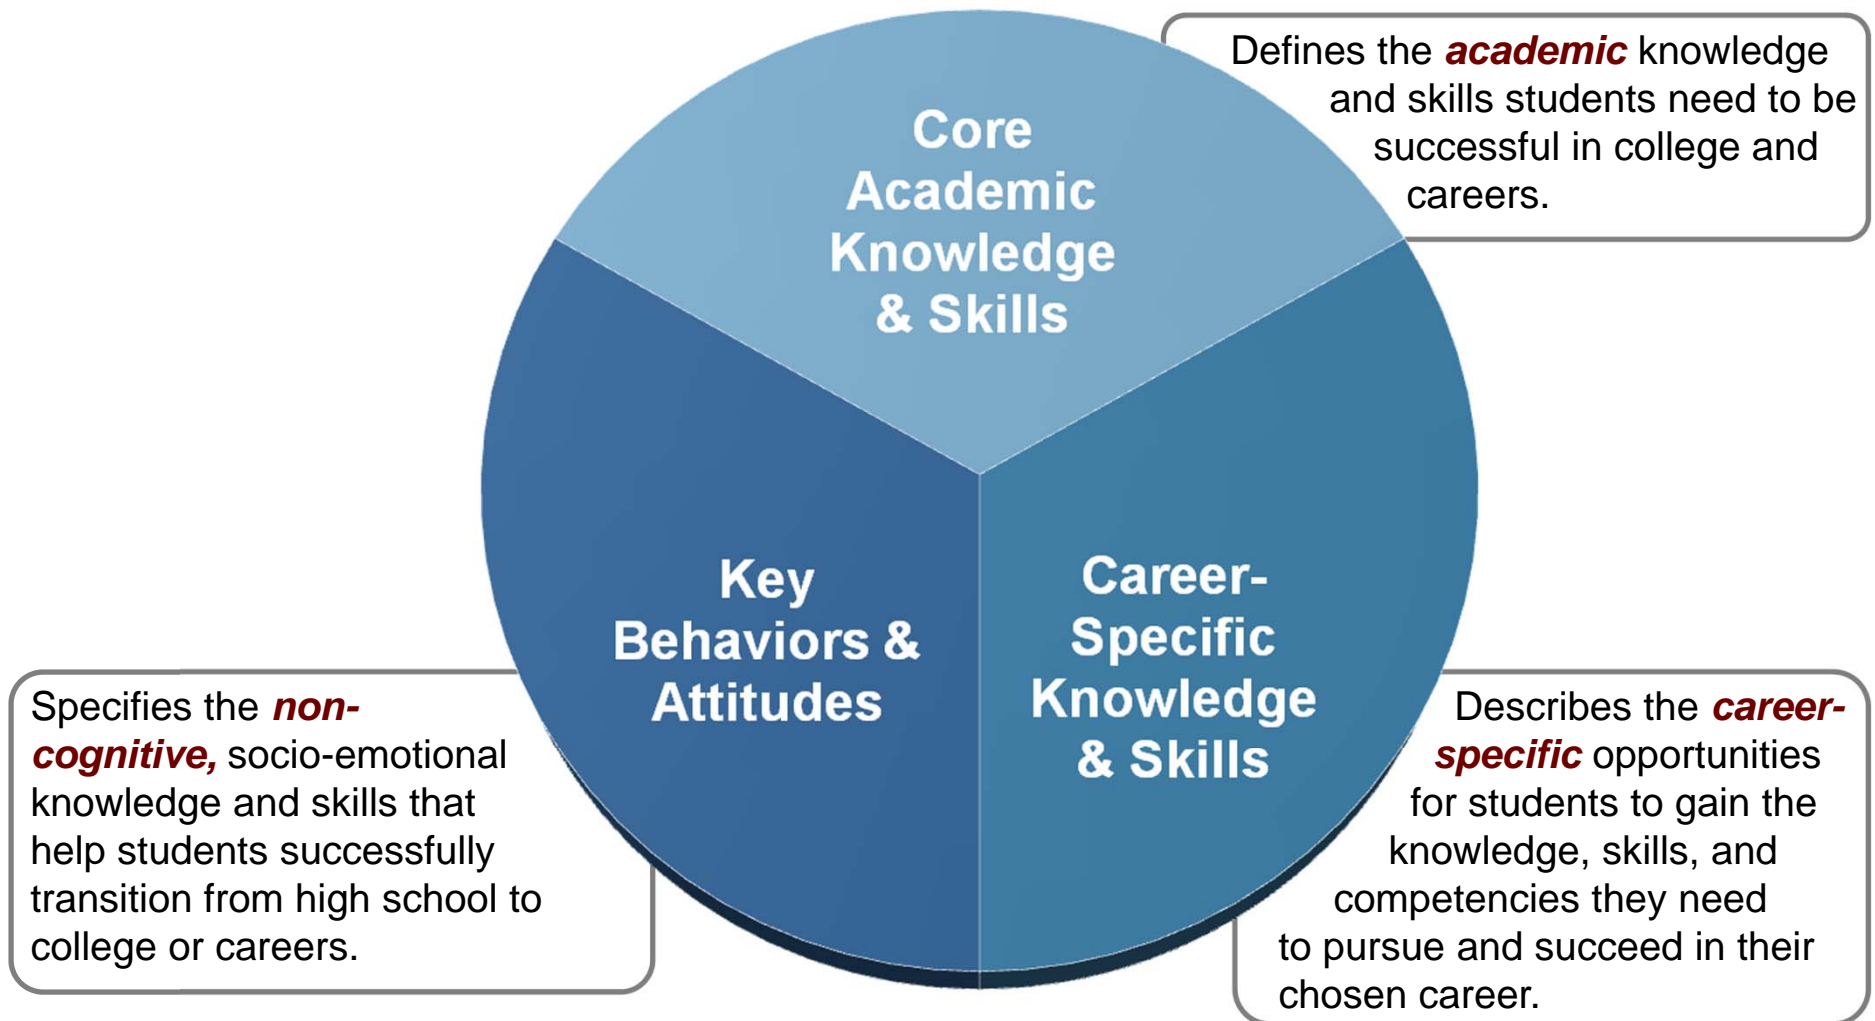 Defines the academic knowledge
and skills students need to be
successful in college and
careers.
Core
Academic
Knowledge
& Skills
Key
Behaviors &
Attitudes
Career-
Specific
Knowledge
& Skills
Specifies the non-
cognitive, socio-emotional
knowledge and skills that
help students successfully
transition from high school to
college or careers.
Describes the career-
specific opportunities
for students to gain the
knowledge, skills, and
competencies they need
to pursue and succeed in their
chosen career.